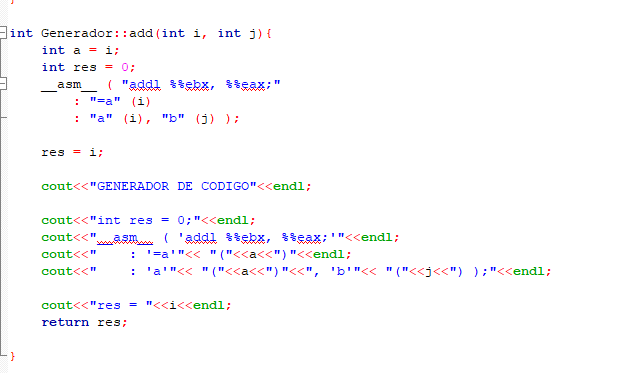 }
int Generador::add(int i, int j){
int a = i;
int res = 0;
__asm__ ( "addl %%ebx, %%eax;"
: "=a" (i)
: "a" (i), "b" (j) );
res = i;
cout<<"GENERADOR DE CODIGO"<<endl;
cout<<"int res = 0;"<<endl;
cout<<"__asm__ ( 'addl %%ebx, %%eax;'"<<endl;
cout<<"    : '=a'"<< "("<<a<<")"<<endl;
cout<<"    : 'a'"<< "("<<a<<")"<<", 'b'"<< "("<<j<<") );"<<endl;
cout<<"res = "<<i<<endl;
return res;
}